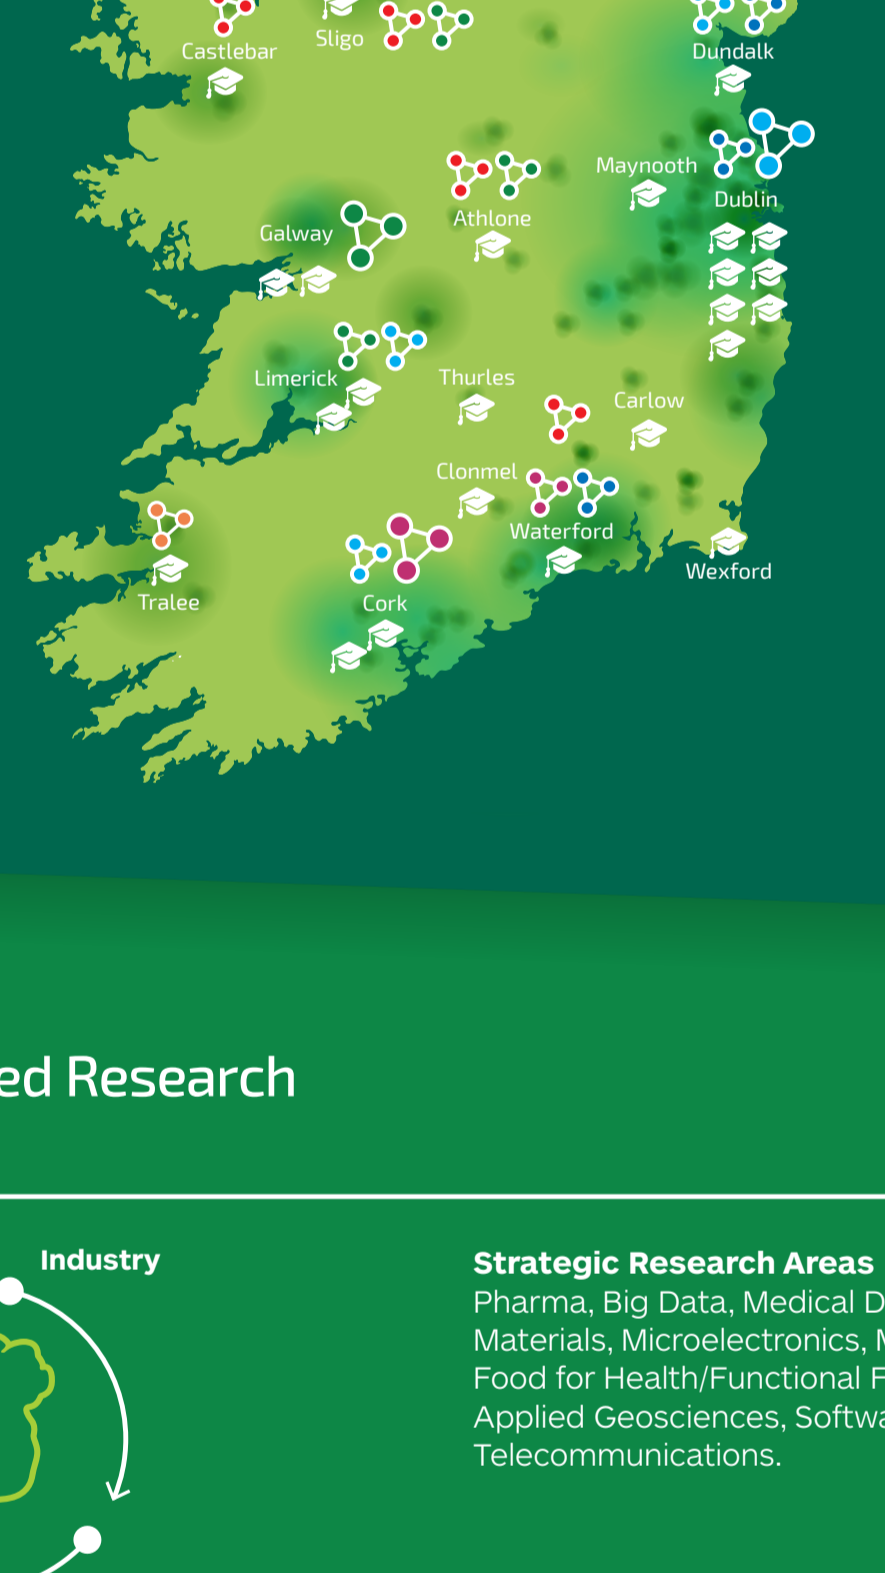 Castlebar
Sligo
Dundalk
Maynooth
Dublin
Athlone
Galway
Limerick
Thurles
Carlow
Clonmel
Waterford
Wexford
Tralee
Cork
ed Research
Industry
Strategic Research Areas
Pharma, Big Data, Medical D
Materials, Microelectronics, M
Food for Health/Functional F
Applied Geosciences, Softwa
Telecommunications.